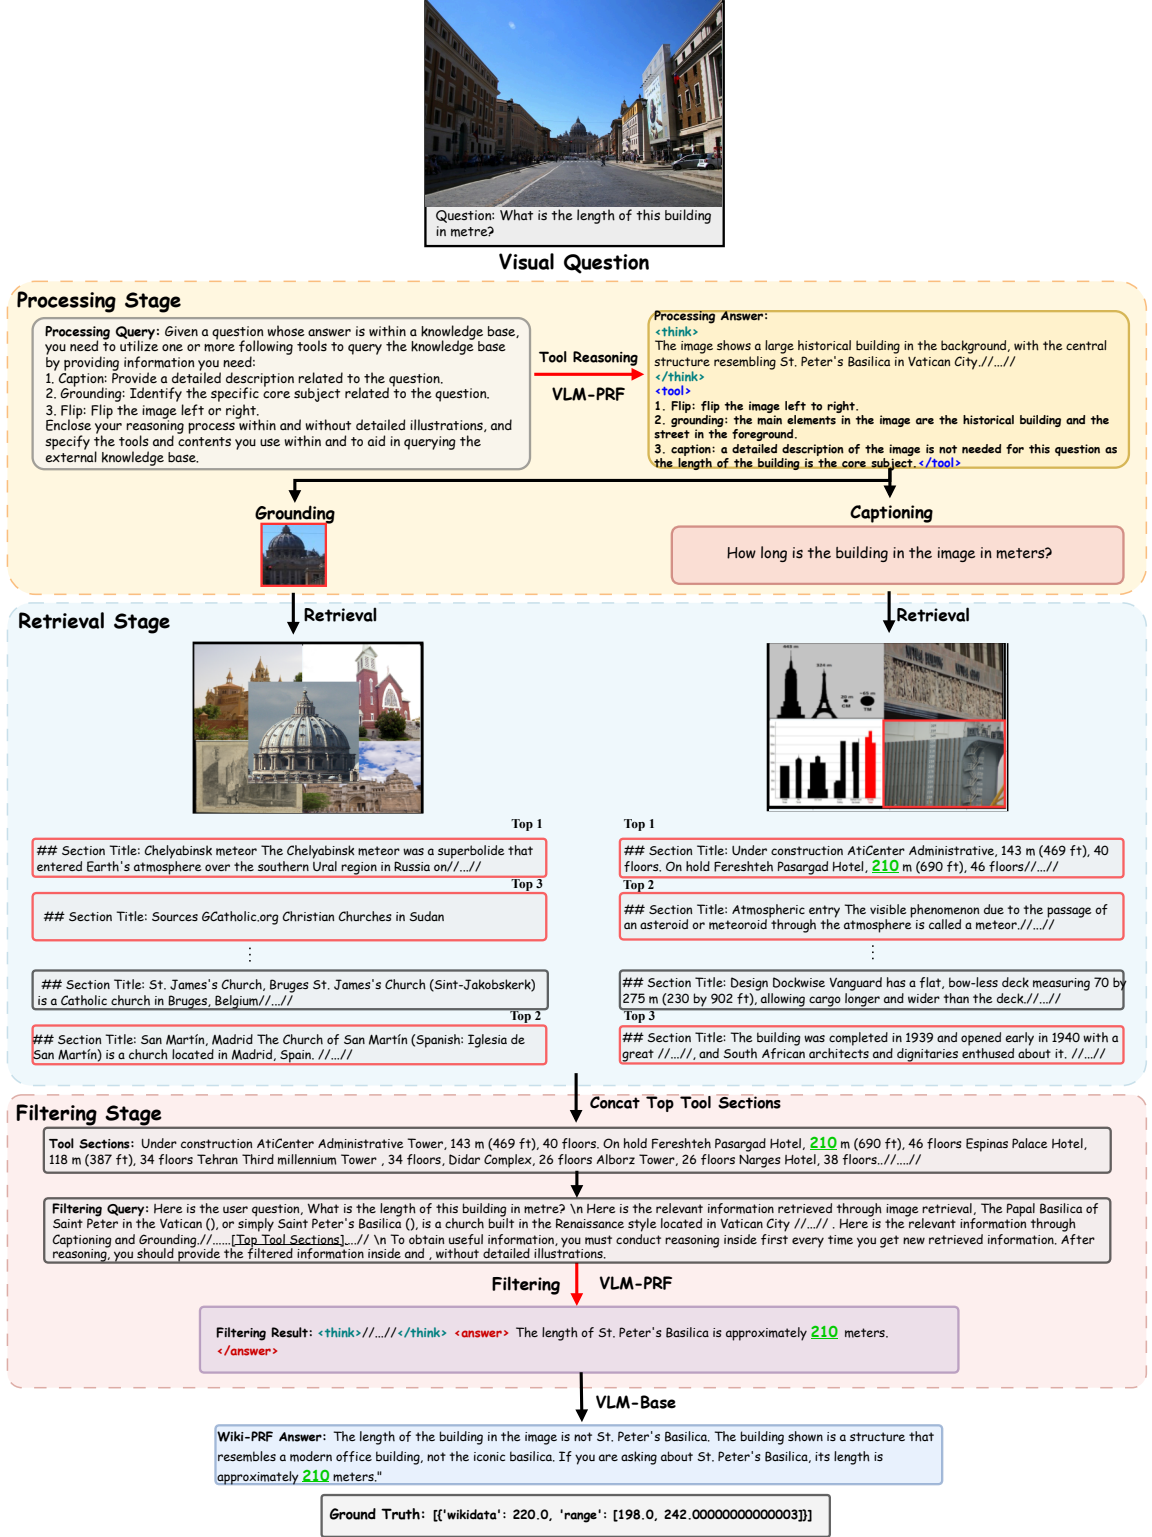 Question: What is the length of this building
in metre?
Visual Question
Processing Stage
Processing Query: Given a question whose answer is within a knowledge base,
you need to utilize one or more following tools to query the knowledge base
by providing information you need:
1. Caption: Provide a detailed description related to the question.
2. Grounding: Identify the specific core subject related to the question.
3. Flip: Flip the image left or right.
Enclose your reasoning process within and without detailed illustrations, and
specify the tools and contents you use within and to aid in querying the
external knowledge base.
Tool Reasoning
VLM-PRF
Processing Answer:
<think>
The image shows a large historical building in the background, with the central
structure resembling St. Peter's Basilica in Vatican City.//...//
</think>
<tool>
1. Flip: flip the image left to right.
2. grounding: the main elements in the image are the historical building and the
street in the foreground.
3. caption: a detailed description of the image is not needed for this question as
the length of the building is the core subject. </tool>
Grounding
Captioning
How long is the building in the image in meters?
Retrieval Stage
Retrieval
Retrieval
Top 1
## Section Title: Chelyabinsk meteor The Chelyabinsk meteor was a superbolide that
entered Earth's atmosphere over the southern Ural region in Russia on//...//
Top 3
## Section Title: Sources GCatholic.org Christian Churches in Sudan
## Section Title: St. James's Church, Bruges St. James's Church (Sint-Jakobskerk)
is a Catholic church in Bruges, Belgium//...//
Top 2
## Section Title: San Martín, Madrid The Church of San Martín (Spanish: Iglesia de
San Martín) is a church located in Madrid, Spain. //...//
Top 1
## Section Title: Under construction AtiCenter Administrative, 143 m (469 ft), 40
floors. On hold Fereshteh Pasargad Hotel, 210 m (690 ft), 46 floors//...//
Top 2
## Section Title: Atmospheric entry The visible phenomenon due to the passage of
an asteroid or meteoroid through the atmosphere is called a meteor.//...//
## Section Title: Design Dockwise Vanguard has a flat, bow-less deck measuring 70 by
275 m (230 by 902 ft), allowing cargo longer and wider than the deck.//...//
Top 3
## Section Title: The building was completed in 1939 and opened early in 1940 with a
great //...//, and South African architects and dignitaries enthused about it. //...//
Concat Top Tool Sections
Filtering Stage
Tool Sections: Under construction AtiCenter Administrative Tower, 143 m (469 ft), 40 floors. On hold Fereshteh Pasargad Hotel, 210 m (690 ft), 46 floors Espinas Palace Hotel,
118 m (387 ft), 34 floors Tehran Third millennium Tower , 34 floors, Didar Complex, 26 floors Alborz Tower, 26 floors Narges Hotel, 38 floors..//....//
Filtering Query: Here is the user question, What is the length of this building in metre? \n Here is the relevant information retrieved through image retrieval, The Papal Basilica of
Saint Peter in the Vatican (), or simply Saint Peter's Basilica (), is a church built in the Renaissance style located in Vatican City //...// . Here is the relevant information through
Captioning and Grounding.//......[Top Tool Sections]....// \n To obtain useful information, you must conduct reasoning inside first every time you get new retrieved information. After
reasoning, you should provide the filtered information inside and , without detailed illustrations.
Filtering
VLM-PRF
Filtering Result: <think>//...//</think> <answer> The length of St. Peter's Basilica is approximately 210 meters.
</answer>
VLM-Base
Wiki-PRF Answer: The length of the building in the image is not St. Peter's Basilica. The building shown is a structure that
resembles a modern office building, not the iconic basilica. If you are asking about St. Peter's Basilica, its length is
approximately 210 meters."
Ground Truth: [{'wikidata': 220.0, 'range': [198.0, 242.00000000000003]}]